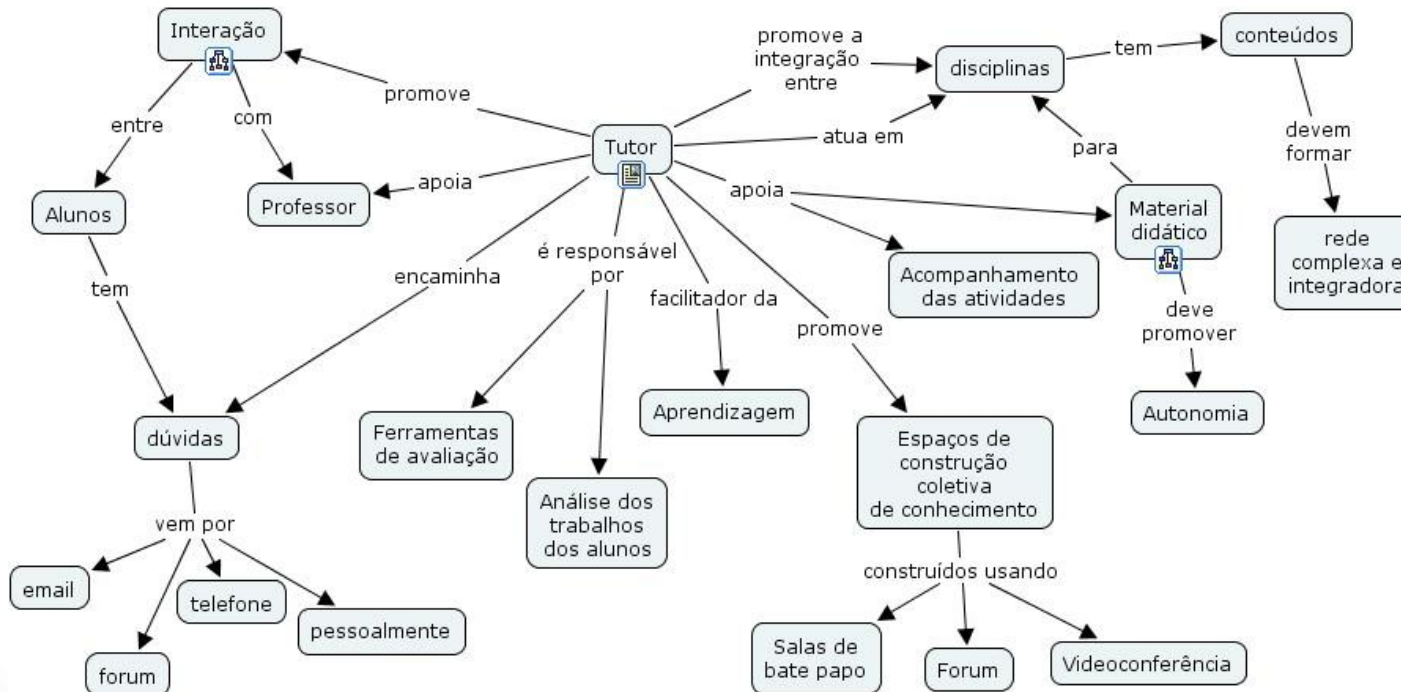 Interação
promove a
integração
entre
conteúdos
tem
disciplinas
promove
entre
com
Tutor
atua em
devem
formar
para
apoia
apoia
Alunos
Professor
Material
didático
rede
complexa e
integradora
é responsável
por
encaminha
Acompanhamento
das atividades
tem
facilitador da
promove
deve
promover
dúvidas
Ferramentas
de avaliação
Aprendizagem
Autonomia
Espaços de
construção
coletiva
de conhecimento
Análise dos
trabalhos
dos alunos
vem por
construídos usando
email
telefone
pessoalmente
forum
Salas de
bate papo
Forum
Videoconferência